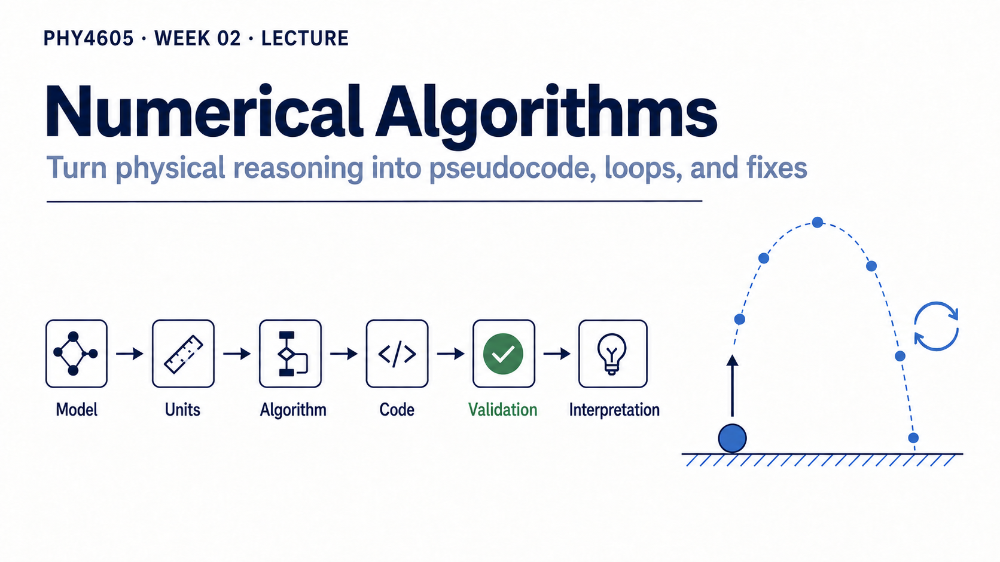 PHY4605 · WEEK 02 · LECTURE
Numerical Algorithms
Turn physical reasoning into pseudocode, loops, and fixes
</>
Model
Units
Algorithm
Code
Validation
Interpretation